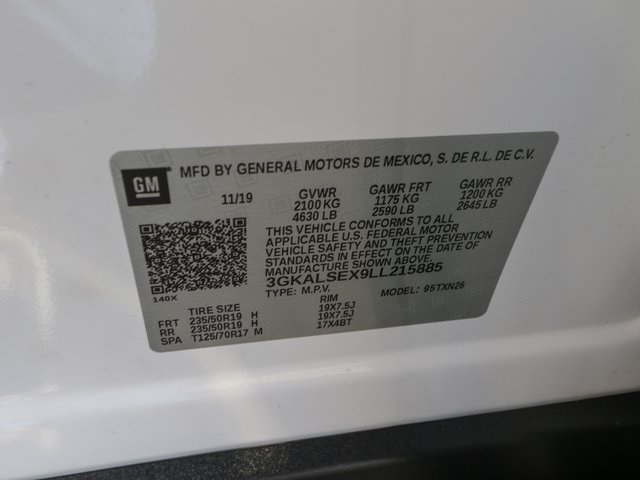 GM
MFD BY GENERAL MOTORS DE MEXICO, S. DE R.L. DE C.V.
11/19 GVWR GAWR FRT GAWR RR
2100 KG 1175 KG 1200 KG
4630 LB 2590 LB 2645 LB
THIS VEHICLE CONFORMS TO ALL
APPLICABLE U.S. FEDERAL MOTOR
VEHICLE SAFETY AND THEFT PREVENTION
STANDARDS IN EFFECT ON THE DATE OF
MANUFACTURE SHOWN ABOVE.
3GKALSEX9LL215885
140X TYPE: M.P.V. MODEL: 95TXN26
TIRE SIZE RIM
FRT 235/50R19 H 19X7.5J
RR 235/50R19 H 19X7.5J
SPA T125/70R17 M 17X4BT